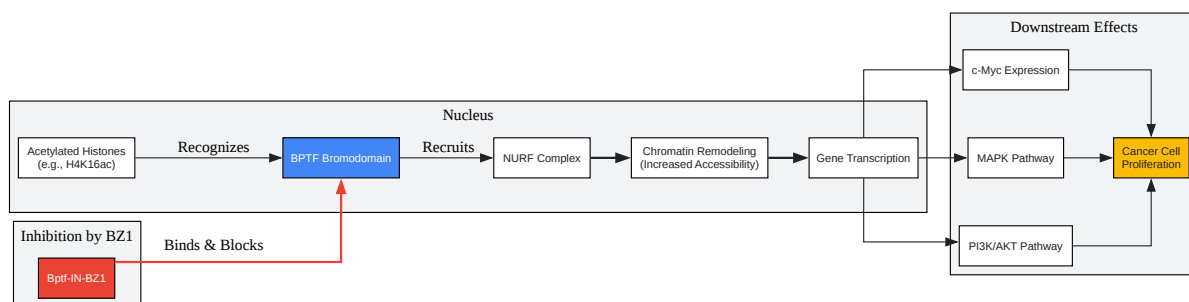 Downstream Effects
c-Myc Expression
Nucleus
Acetylated Histones
(e.g., H4K16ac)
Recognizes
BPTF Bromodomain
Recruits
NURF Complex
Chromatin Remodeling
(Increased Accessibility)
Gene Transcription
MAPK Pathway
Cancer Cell
Proliferation
Inhibition by BZ1
Binds & Blocks
PI3K/AKT Pathway
Bptf-IN-BZ1